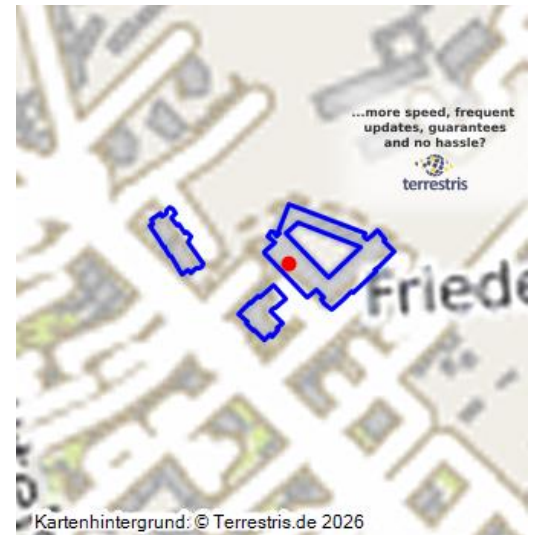 ...more speed, frequent
updates, guarantees
and no hassle?
terrestris
Friede
Kartenhintergrund: © Terrestris.de 2026